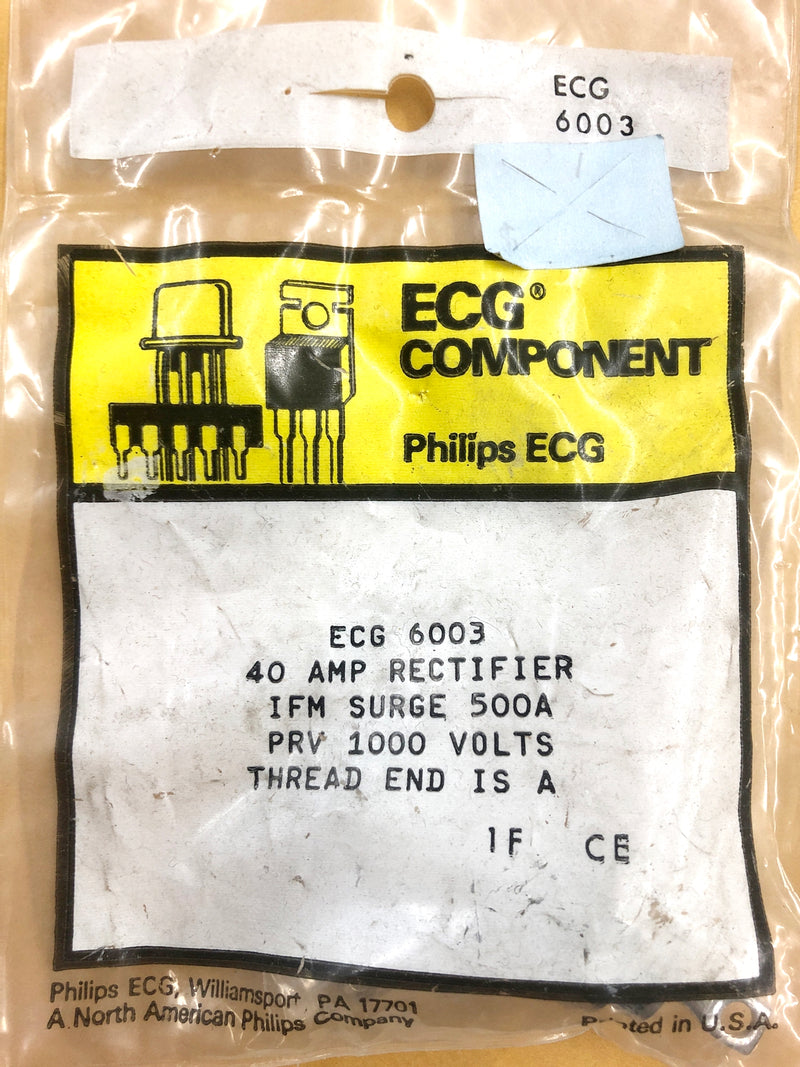 ECG
6003
ECG®
COMPONENT
Philips ECG
ECG 6003
40 AMP RECTIFIER
IFM SURGE 500A
PRV 1000 VOLTS
THREAD END IS A
1F CE
Philips ECG, Williamsport, PA 17701
A North American Philips Company
Printed in U.S.A.